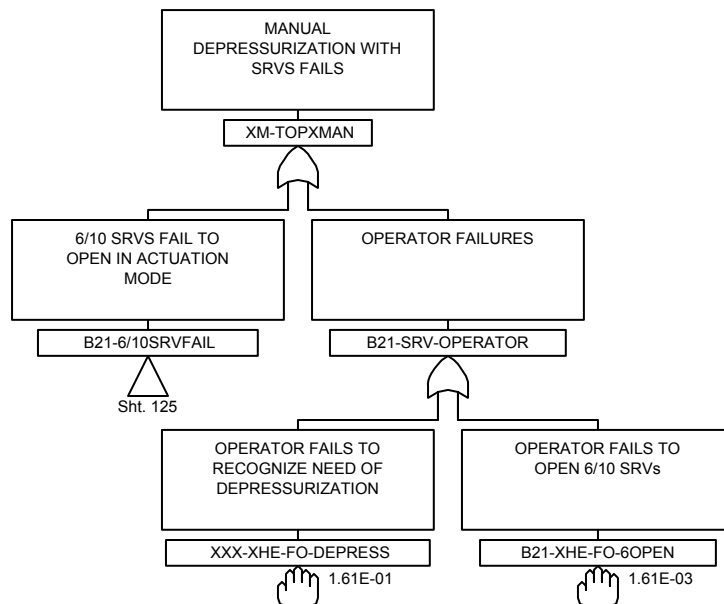 MANUAL
DEPRESSURIZATION WITH
SRVS FAILS
XM-TOPXMAN
6/10 SRVS FAIL TO
OPEN IN ACTUATION
MODE
B21-6/10SRVFAIL
Sht. 125
OPERATOR FAILURES
B21-SRV-OPERATOR
OPERATOR FAILS TO
RECOGNIZE NEED OF
DEPRESSURIZATION
XXX-XHE-FO-DEPRESS
1.61E-01
OPERATOR FAILS TO
OPEN 6/10 SRVs
B21-XHE-FO-6OPEN
1.61E-03